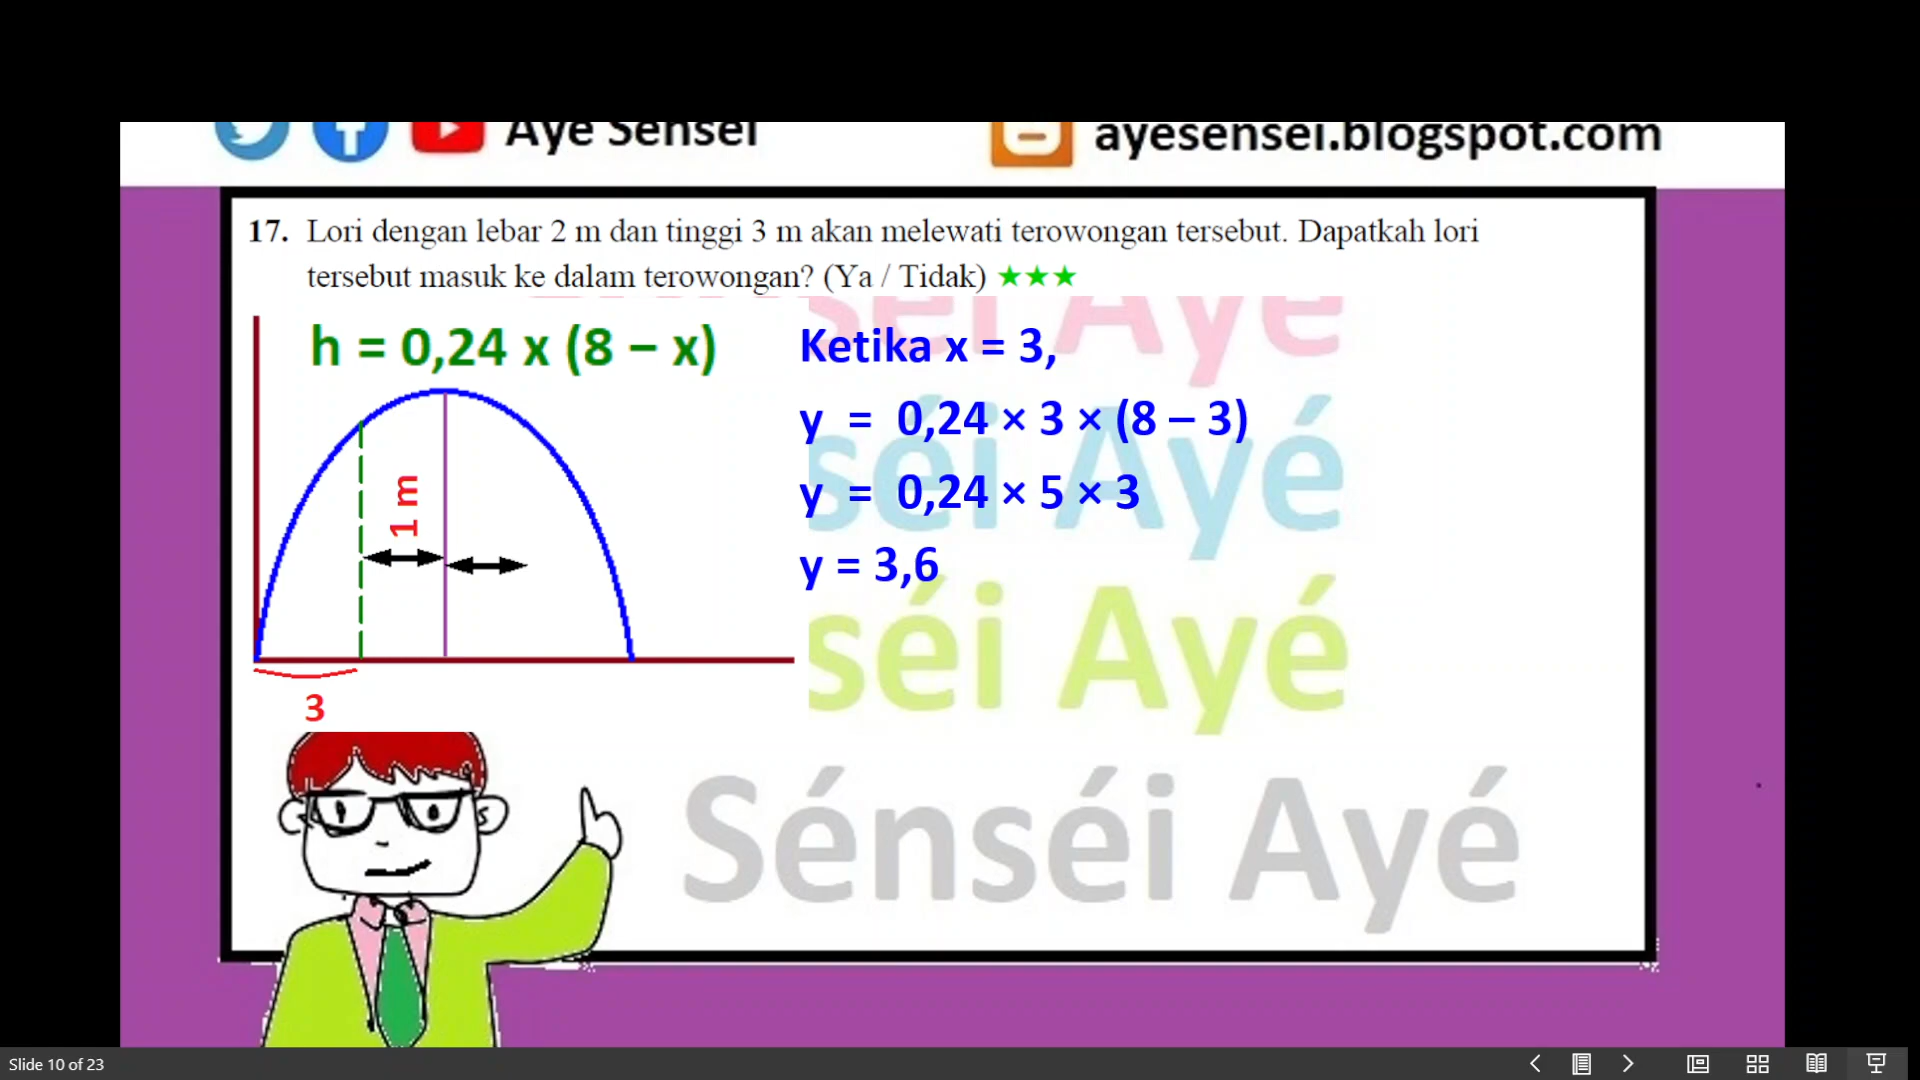 Aye Sensei
ayesensei.blogspot.com
17. Lori dengan lebar 2 m dan tinggi 3 m akan melewati terowongan tersebut. Dapatkah lori
tersebut masuk ke dalam terowongan? (Ya / Tidak) ★★★
h = 0,24 x (8 – x)
1 m
3
Ketika x = 3,
y = 0,24 × 3 × (8 – 3)
y = 0,24 × 5 × 3
y = 3,6
séi Ayé
séi Ayé
séi Ayé
Sénséi Ayé
Slide 10 of 23